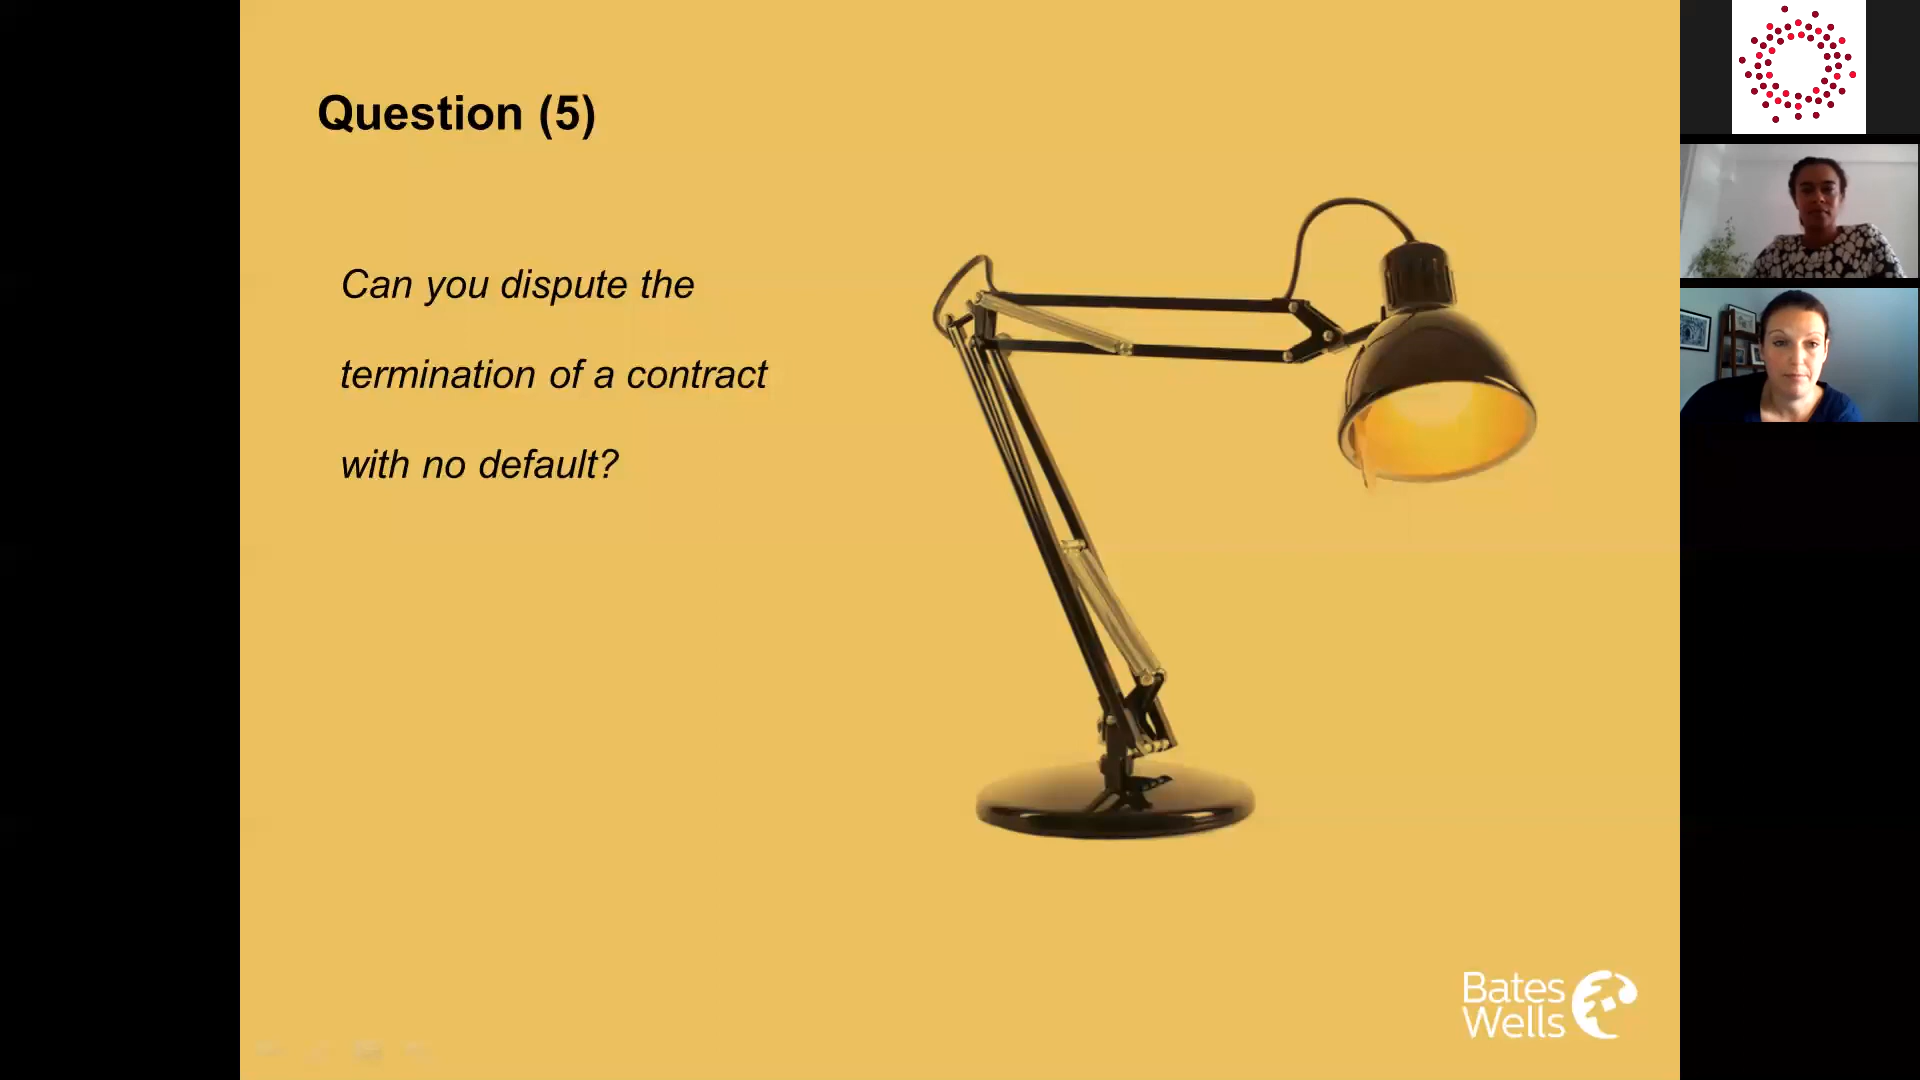 Question (5)
Can you dispute the
termination of a contract
with no default?
Bates
Wells